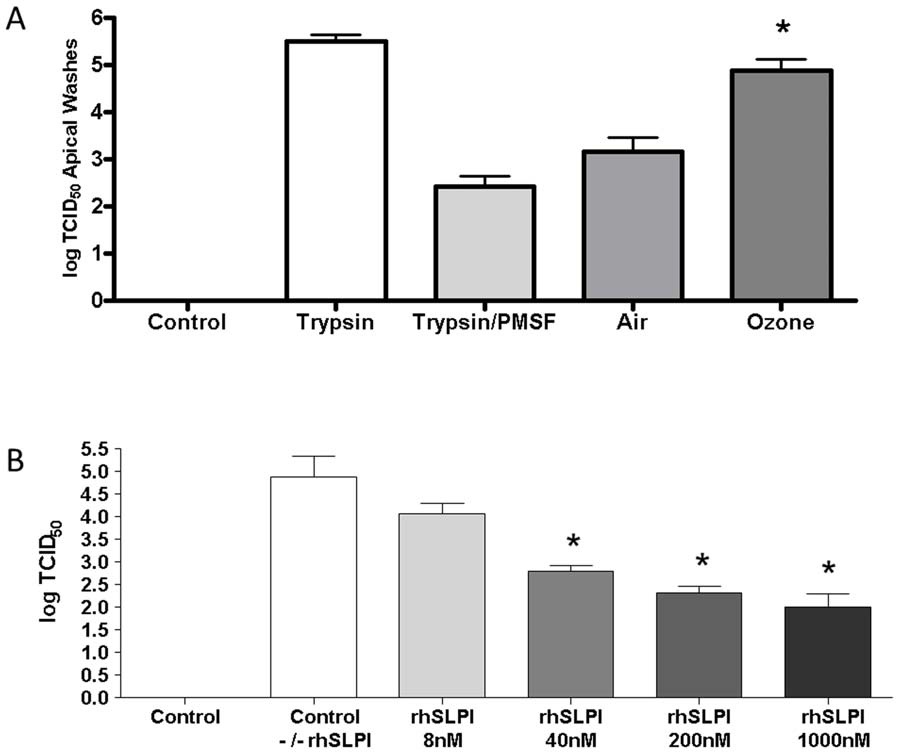 A
log TCID50 Apical Washes
6
5
4
3
2
1
0
*
Control Trypsin Trypsin/PMSF Air Ozone
B
log TCID50
5.5
5.0
4.5
4.0
3.5
3.0
2.5
2.0
1.5
1.0
0.5
0.0
* * *
Control Control rhSLPI rhSLPI rhSLPI rhSLPI
- /- rhSLPI 8nM 40nM 200nM 1000nM